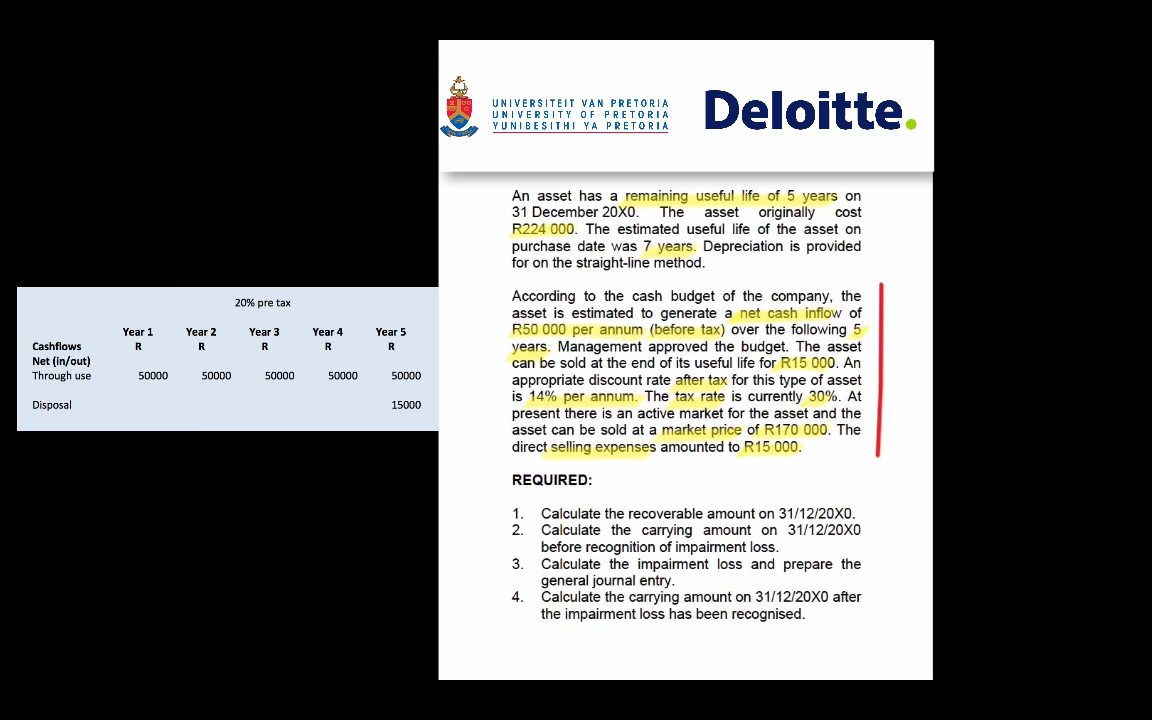 UNIVERSITEIT VAN PRETORIA
UNIVERSITY OF PRETORIA
YUNIBESITHI YA PRETORIA
Deloitte.
An asset has a remaining useful life of 5 years on
31 December 20X0. The asset originally cost
R224 000. The estimated useful life of the asset on
purchase date was 7 years. Depreciation is provided
for on the straight-line method.
According to the cash budget of the company, the
asset is estimated to generate a net cash inflow of
R50 000 per annum (before tax) over the following 5
years. Management approved the budget. The asset
can be sold at the end of its useful life for R15 000. An
appropriate discount rate after tax for this type of asset
is 14% per annum. The tax rate is currently 30%. At
present there is an active market for the asset and the
asset can be sold at a market price of R170 000. The
direct selling expenses amounted to R15 000.
REQUIRED:
1. Calculate the recoverable amount on 31/12/20X0.
2. Calculate the carrying amount on 31/12/20X0
before recognition of impairment loss.
3. Calculate the impairment loss and prepare the
general journal entry.
4. Calculate the carrying amount on 31/12/20X0 after
the impairment loss has been recognised.
20% pre tax
Year 1 Year 2 Year 3 Year 4 Year 5
Cashflows R R R R R
Net (in/out)
Through use 50000 50000 50000 50000 50000
Disposal 15000